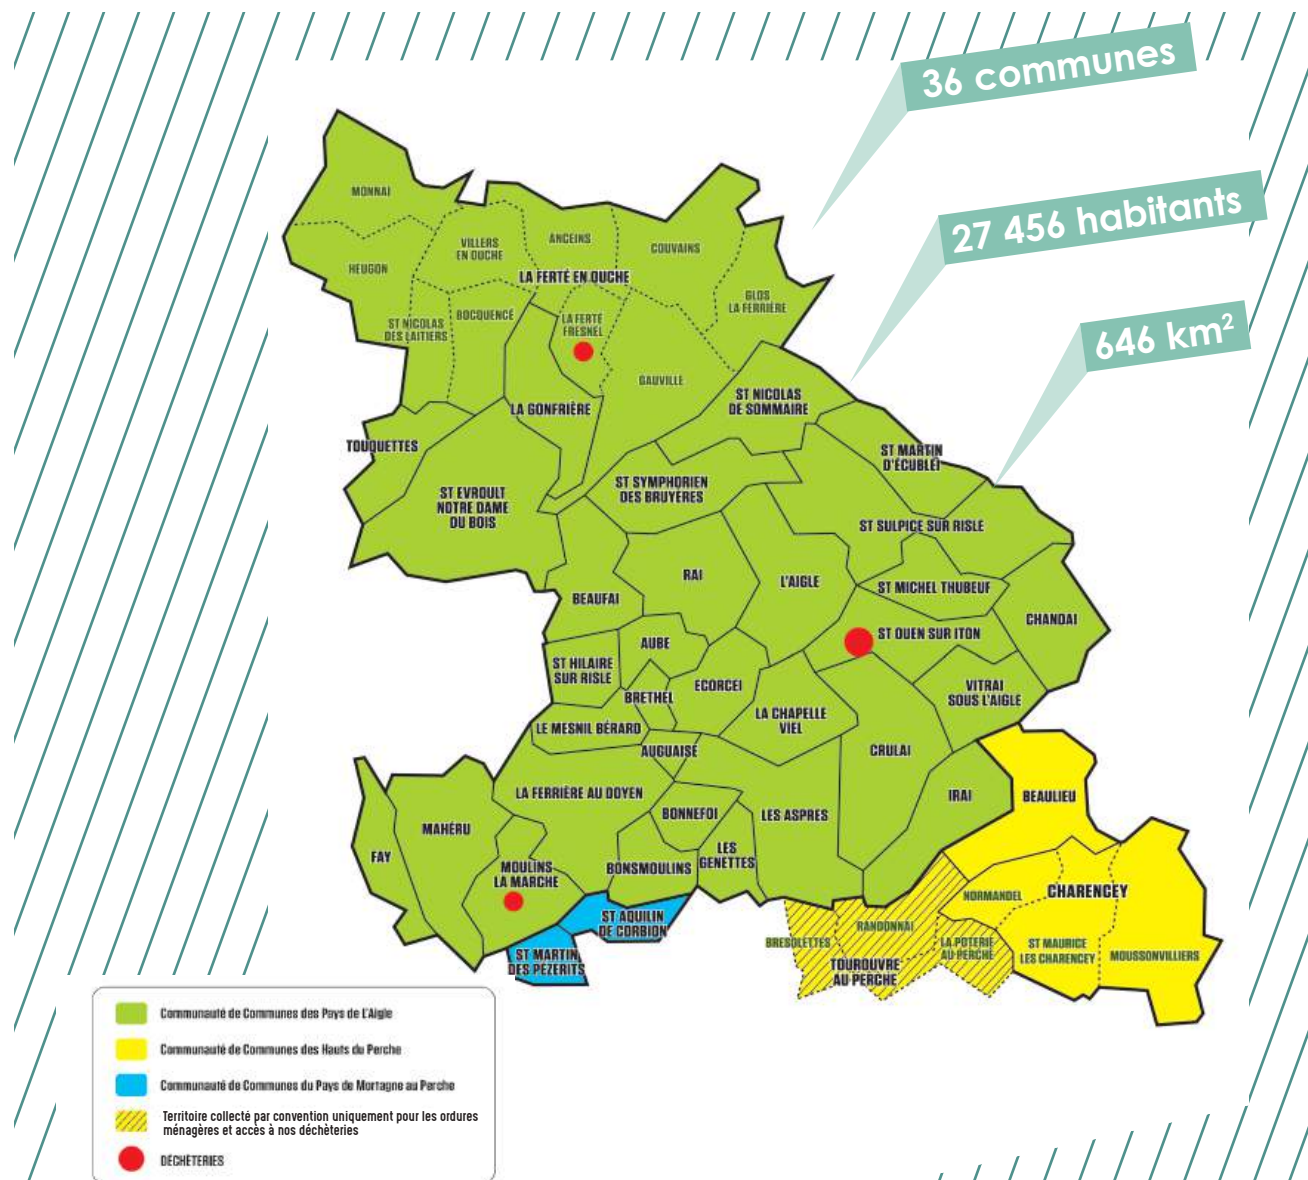 36 communes
27 456 habitants
646 km²
MONNAI
HEUGON
VILLERS
EN OUCHE
ANCEINS
COUVAINS
LA FERTÉ EN OUCHE
GLOS
LA FERRIÈRE
ST NICOLAS
DES LAITIERS
BOCQUENCÉ
LA FERTÉ
FRESNEL
GAUVILLE
LA GONFRIÈRE
ST NICOLAS
DE SOMMAIRE
TOUQUETTES
ST MARTIN
D'ÉCUBLEI
ST EVROULT
NOTRE DAME
DU BOIS
ST SYMPHORIEN
DES BRUYÈRES
ST SULPICE SUR RISLE
RAI
L'AIGLE
ST MICHEL THUBEUF
BEAUFAI
CHANDAI
AUBE
ST OUEN SUR ITON
ST HILAIRE
SUR RISLE
BRETHEL
ECORCEI
VITRAI
SOUS L'AIGLE
LE MESNIL BÉRARD
LA CHAPELLE
VIEL
AUGUAISE
CRULAI
LA FERRIÈRE AU DOYEN
IRAI
BEAULIEU
BONNEFOI
LES ASPRES
MAHÉRU
FAY
MOULINS
LA MARCHE
BONSMOULINS
LES
GENETTES
NORMANDEL
CHARENCEY
ST AQUILIN
DE CORBION
BRESOLETTES
RANDONNAI
LA POTERIE
AU PERCHE
ST MAURICE
LES CHARENCEY
MOUSSONVILLIERS
ST MARTIN
DES PÉZERITS
TOUROUVRE
AU PERCHE
Communauté de Communes des Pays de L'Aigle
Communauté de Communes des Hauts du Perche
Communauté de Communes du Pays de Mortagne au Perche
Territoire collecté par convention uniquement pour les ordures
ménagères et accès à nos déchèteries
DÉCHÈTERIES